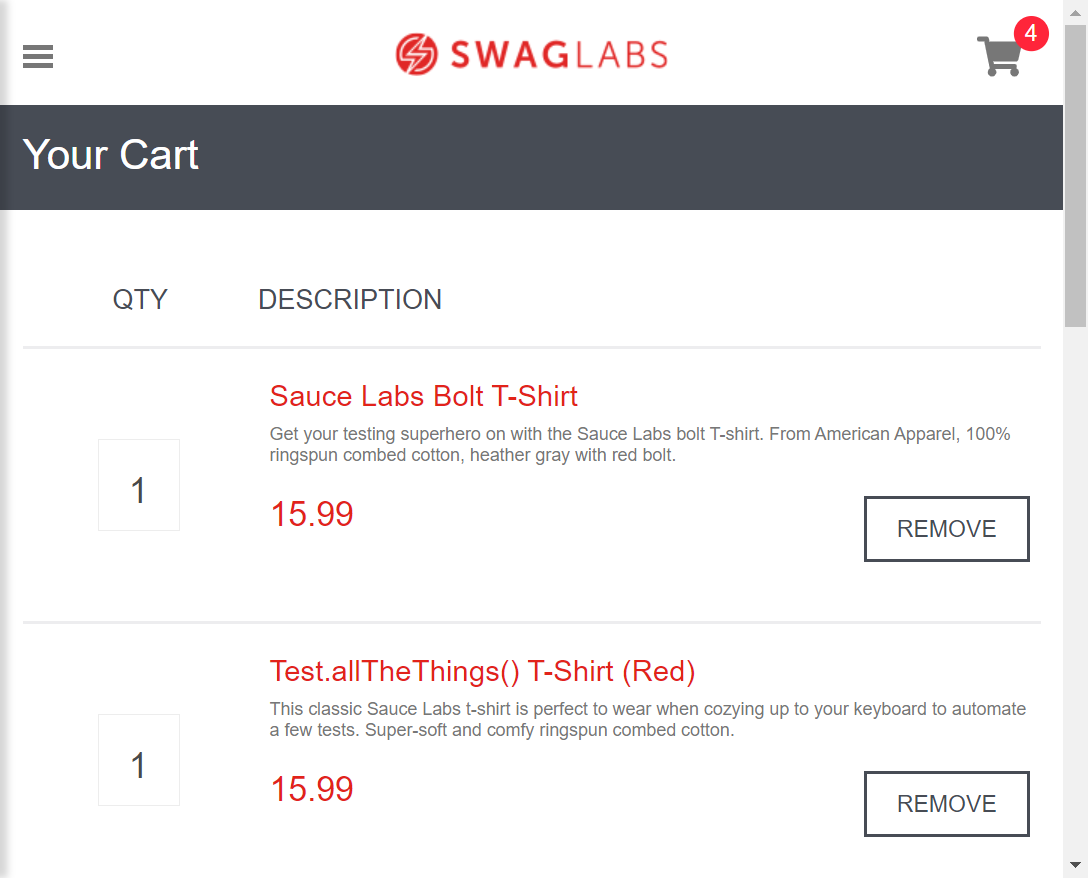 SWAGLABS
4
Your Cart
QTY DESCRIPTION
Sauce Labs Bolt T-Shirt
Get your testing superhero on with the Sauce Labs bolt T-shirt. From American Apparel, 100%
ringspun combed cotton, heather gray with red bolt.
1
15.99
REMOVE
Test.allTheThings() T-Shirt (Red)
This classic Sauce Labs t-shirt is perfect to wear when cozying up to your keyboard to automate
a few tests. Super-soft and comfy ringspun combed cotton.
1
15.99
REMOVE